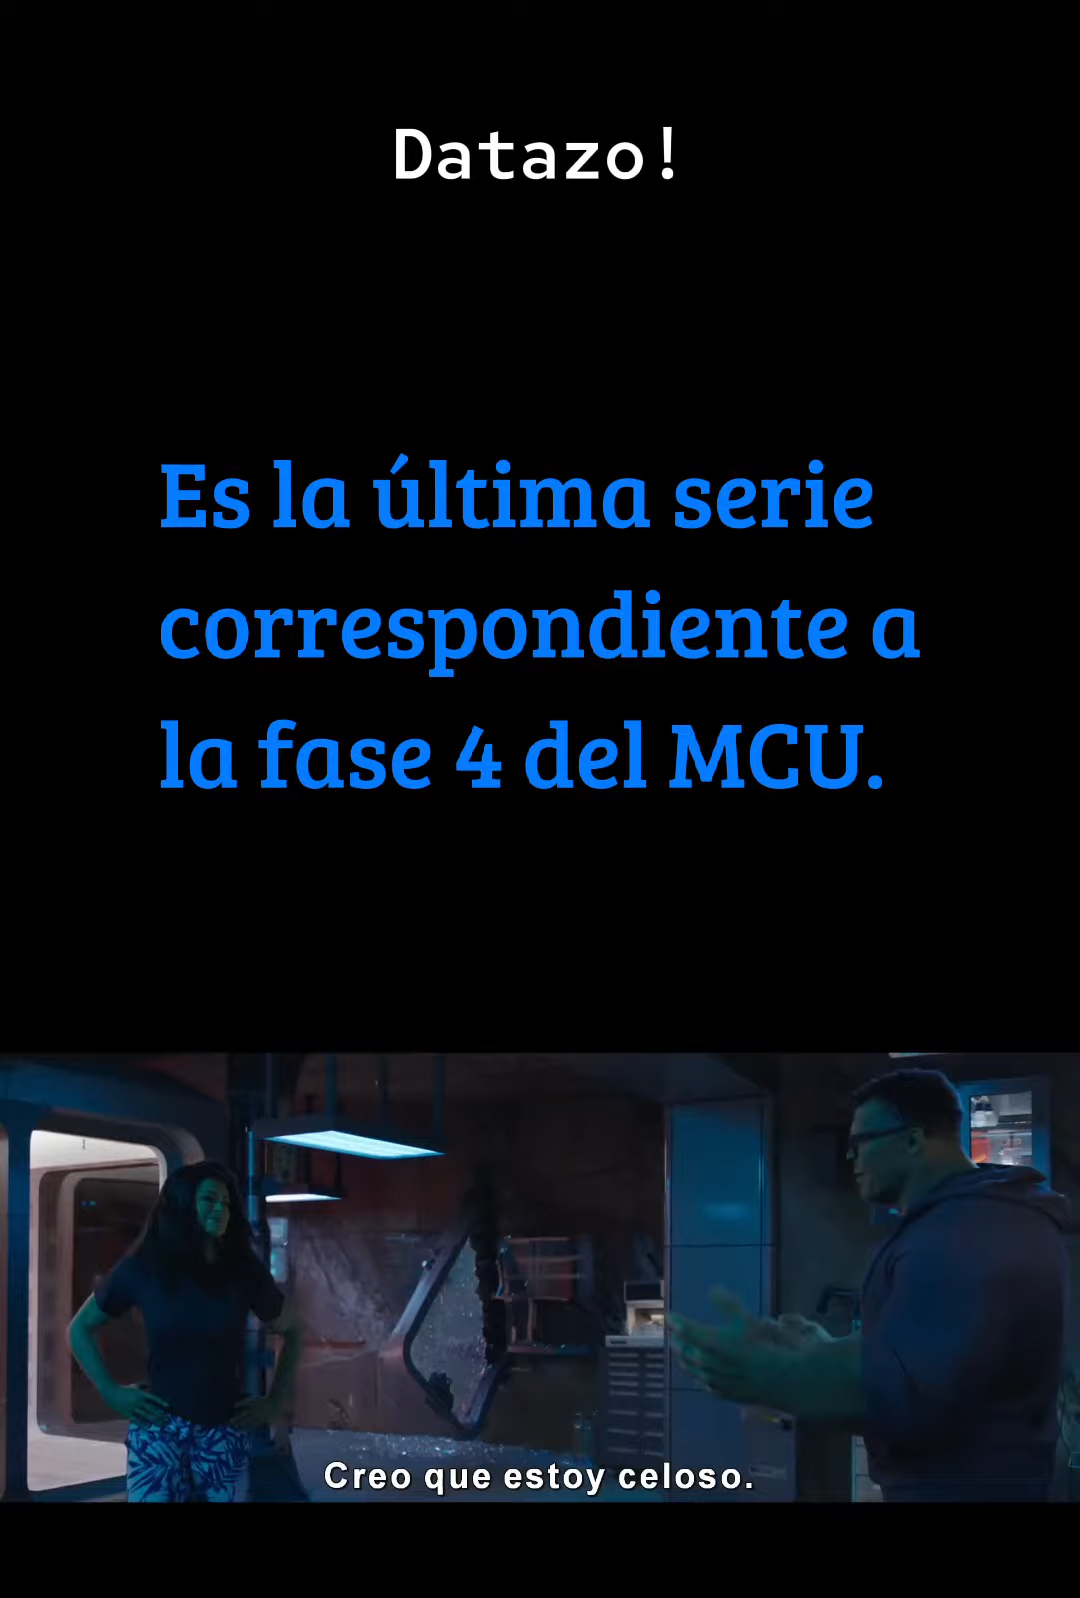 Datazo!
Es la última serie
correspondiente a
la fase 4 del MCU.
Creo que estoy celoso.